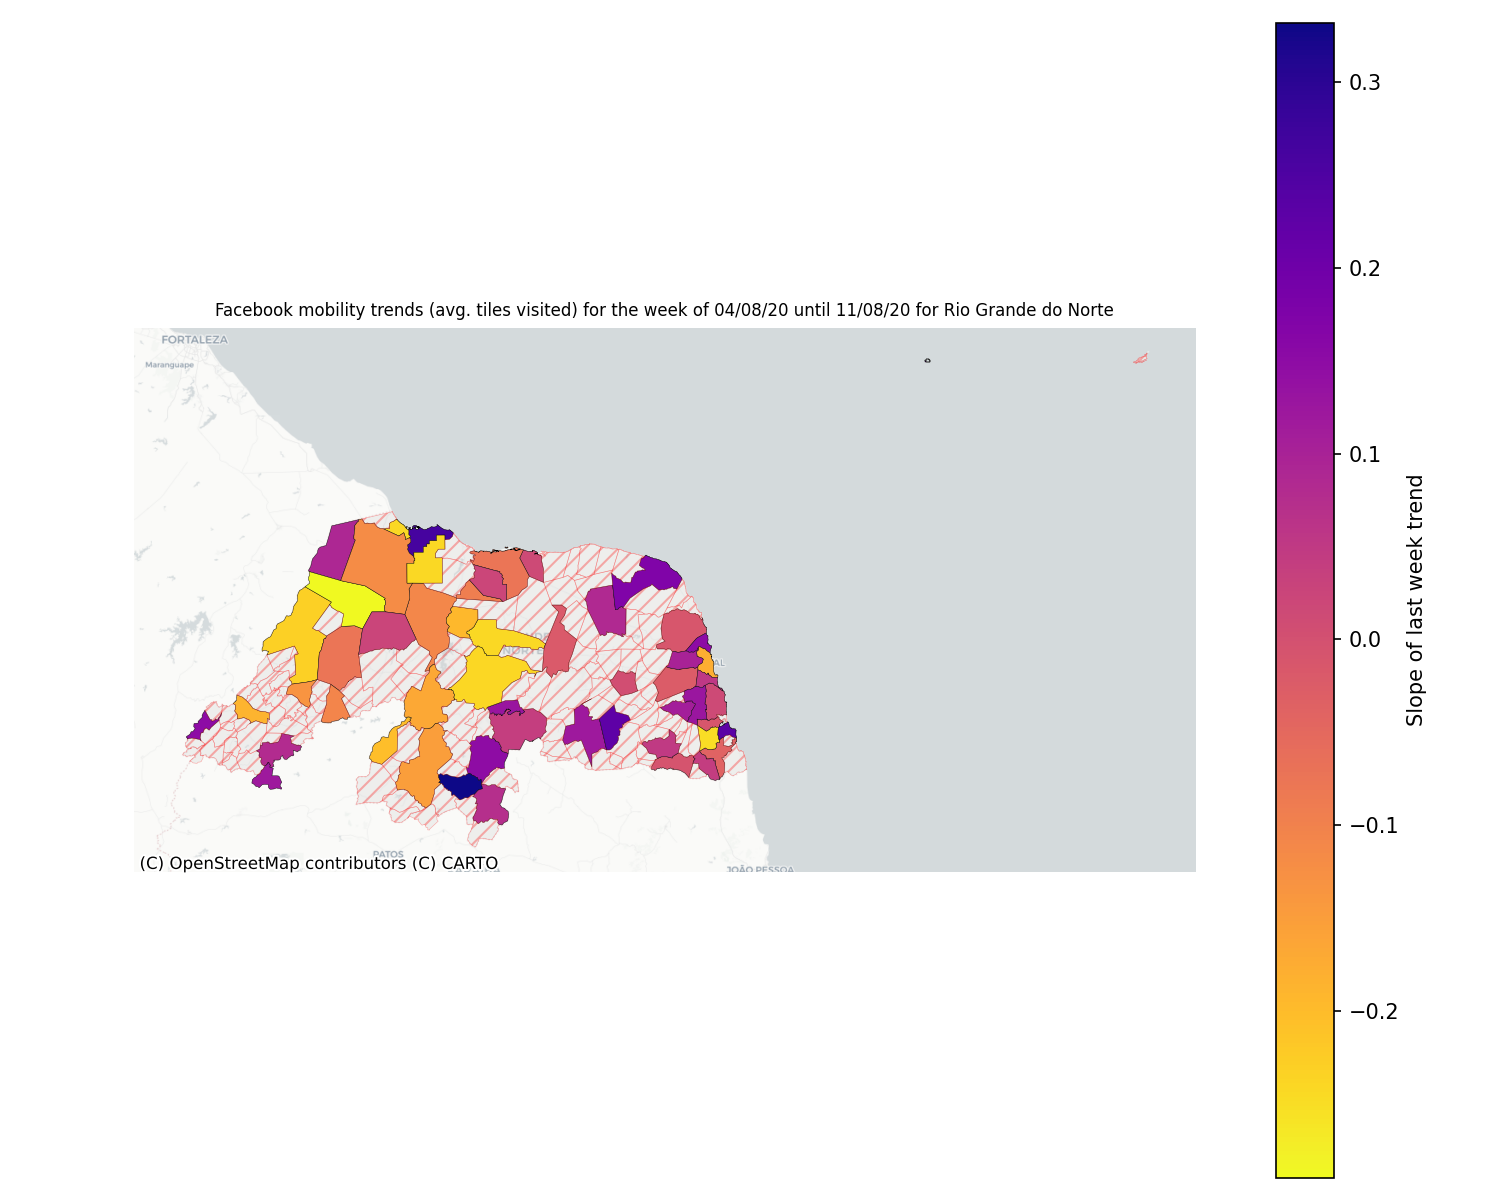 Facebook mobility trends (avg. tiles visited) for the week of 04/08/20 until 11/08/20 for Rio Grande do Norte
FORTALEZA
Maranguape
NORTE
AL
PATOS
JOÃO PESSOA
(C) OpenStreetMap contributors (C) CARTO
0.3
0.2
0.1
0.0
−0.1
−0.2
Slope of last week trend